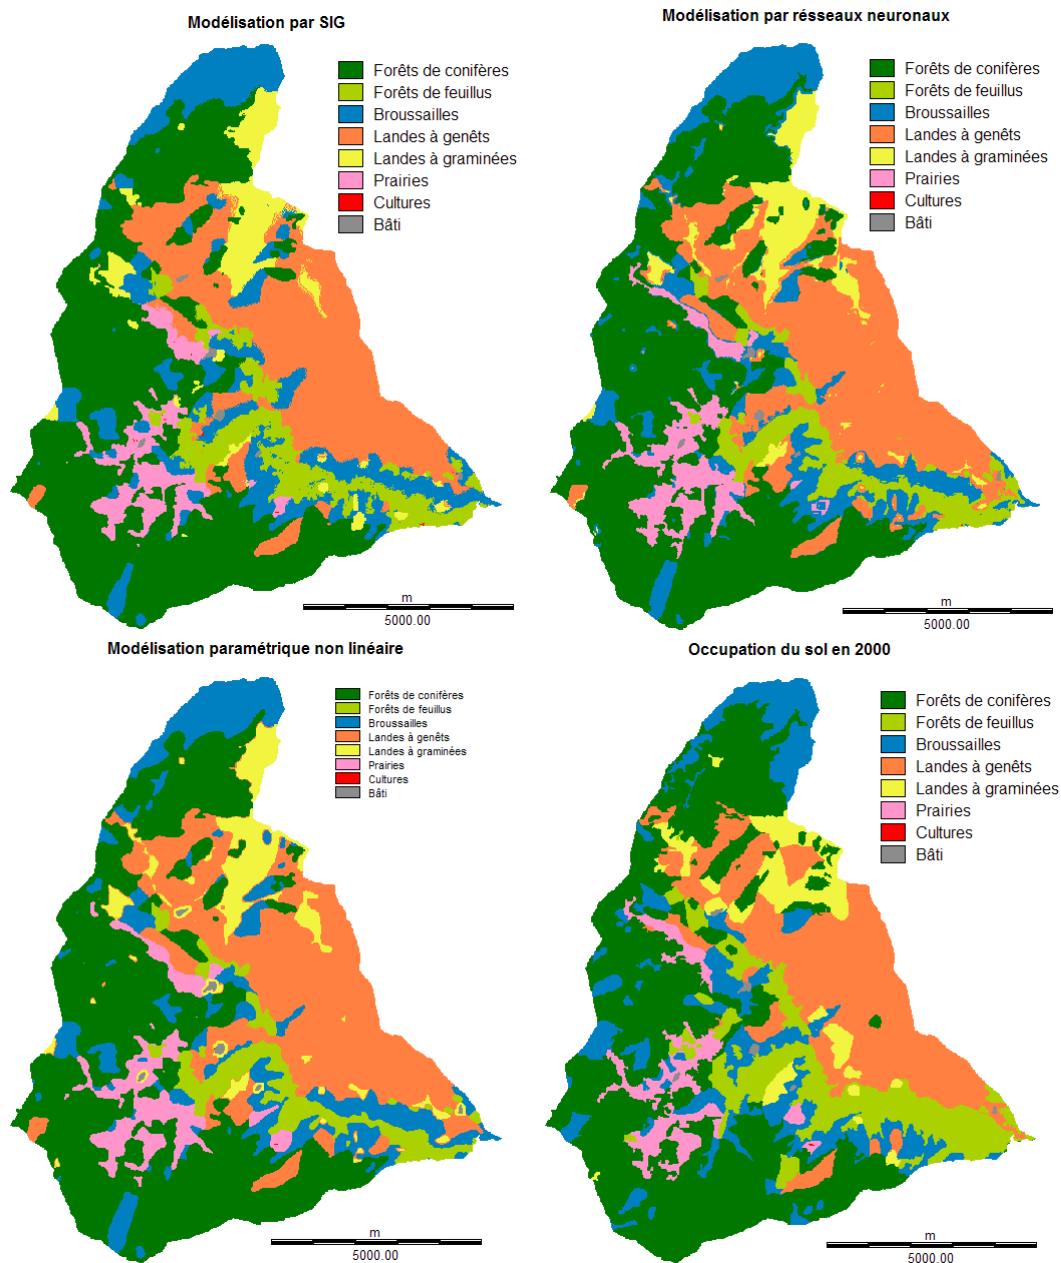 Modélisation par SIG
Forêts de conifères
Forêts de feuillus
Broussailles
Landes à genêts
Landes à graminées
Prairies
Cultures
Bâti
m
5000.00
Modélisation par résseaux neuronaux
Forêts de conifères
Forêts de feuillus
Broussailles
Landes à genêts
Landes à graminées
Prairies
Cultures
Bâti
m
5000.00
Modélisation paramétrique non linéaire
Forêts de conifères
Forêts de feuillus
Broussailles
Landes à genêts
Landes à graminées
Prairies
Cultures
Bâti
m
5000.00
Occupation du sol en 2000
Forêts de conifères
Forêts de feuillus
Broussailles
Landes à genêts
Landes à graminées
Prairies
Cultures
Bâti
m
5000.00